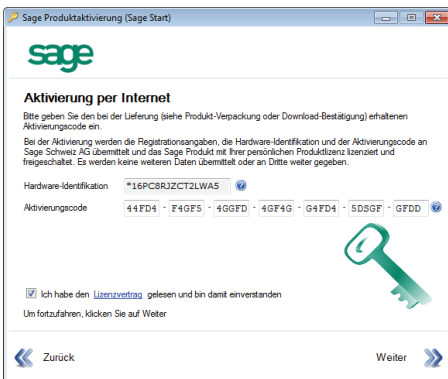 Sage Produktaktivierung (Sage Start)
sage
Aktivierung per Internet
Bitte geben Sie den bei der Lieferung (siehe Produkt-Verpackung oder Download-Bestätigung) erhaltenen
Aktivierungscode ein.
Bei der Aktivierung werden die Registrationsangaben, die Hardware-Identifikation und der Aktivierungscode an
Sage Schweiz AG übermittelt und das Sage Produkt mit Ihrer persönlichen Produktlizenz lizenziert und
freigeschaltet. Es werden keine weiteren Daten übermittelt oder an Dritte weiter gegeben.
Hardware-Identifikation *16PC8RJZCT2LWA5
Aktivierungscode 44FD4 - F4GF5 - 4GGFD - 4GF4G - G4FD4 - 5DSGF - GFDD
Ich habe den Lizenzvertrag gelesen und bin damit einverstanden
Um fortzufahren, klicken Sie auf Weiter
Zurück Weiter